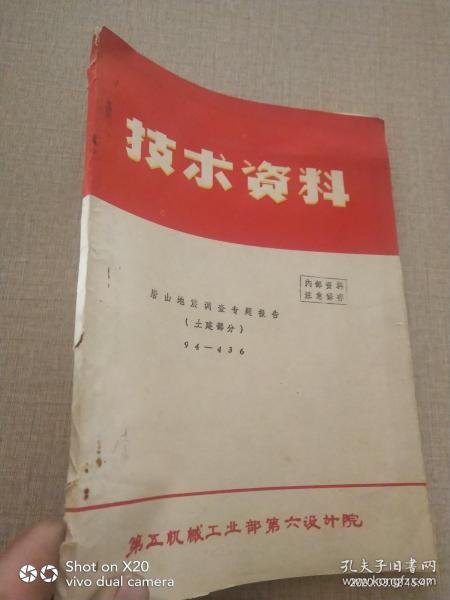 技术资料
内部资料
注意保存
唐山地震调查专题报告
（土建部分）
94—436
第五机械工业部第六设计院
Shot on X20
vivo dual camera
孔夫子旧书网